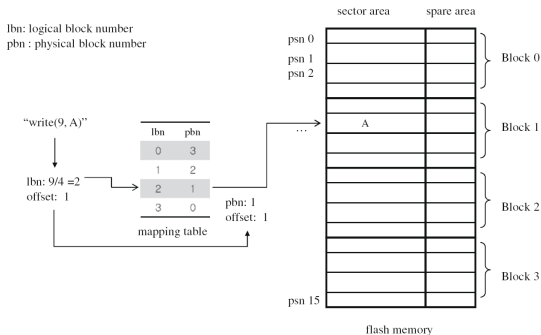 lbn: logical block number
pbn : physical block number
"write(9, A)"
lbn: 9/4 =2
offset: 1
lbn pbn
0 3
1 2
2 1
3 0
mapping table
pbn: 1
offset: 1
sector area spare area
psn 0
psn 1
psn 2
...
psn 15
A
Block 0
Block 1
Block 2
Block 3
flash memory